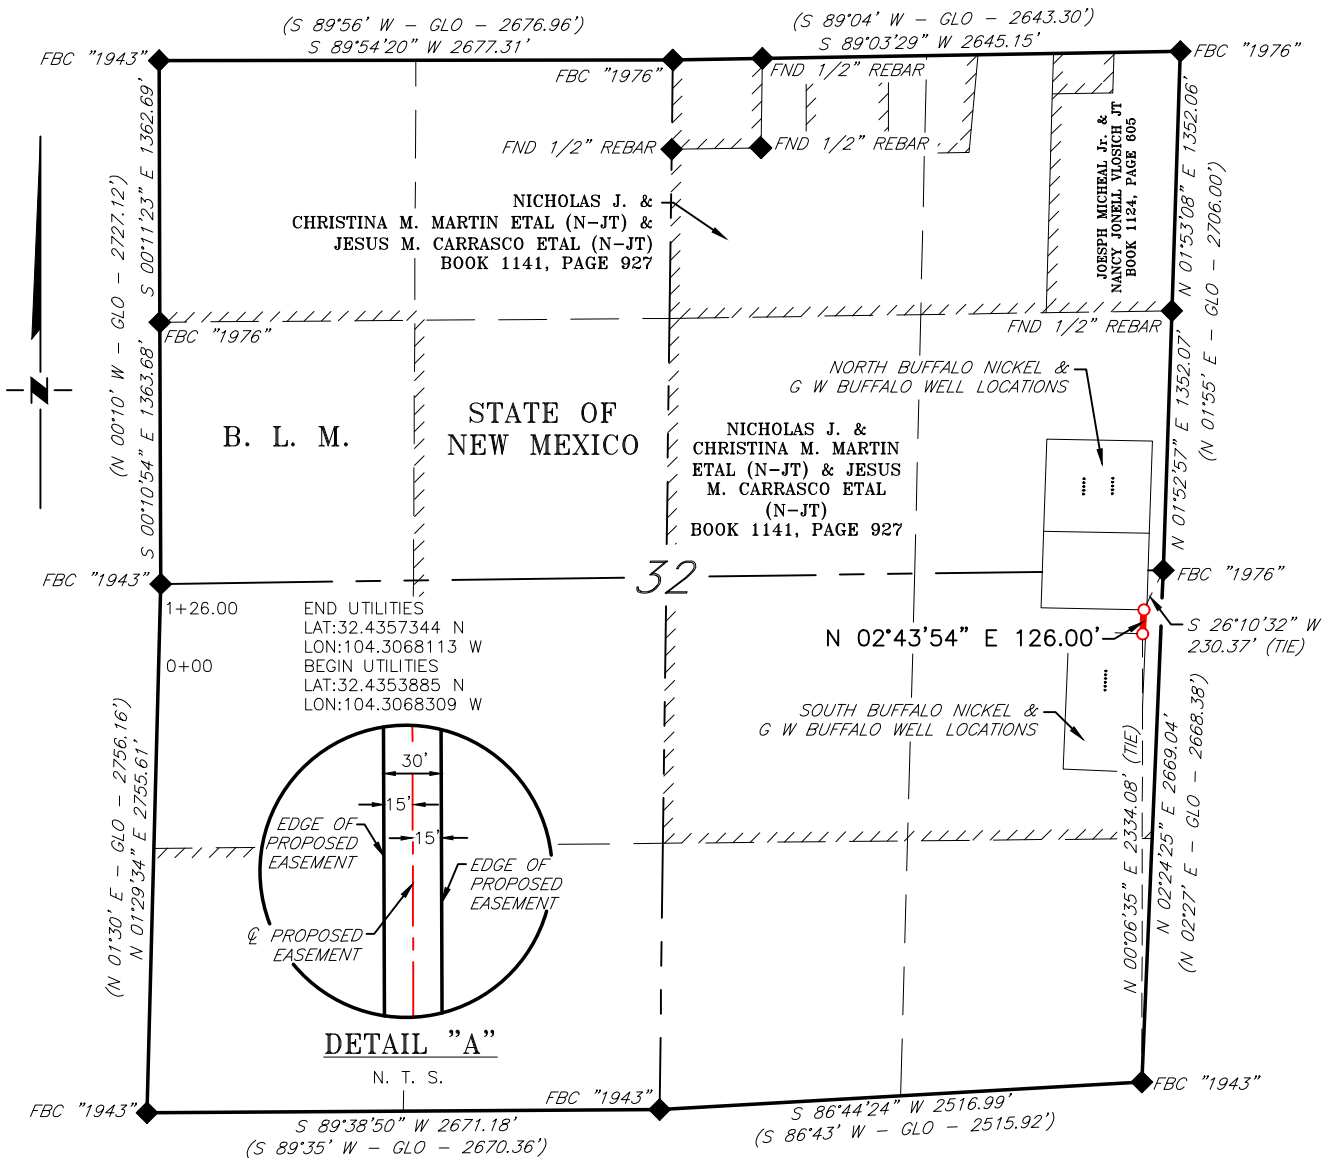 (S 89°56' W - GLO - 2676.96')
S 89°54'20" W 2677.31'
(S 89°04' W - GLO - 2643.30')
S 89°03'29" W 2645.15'
FBC "1943"
FBC "1976"
FND 1/2" REBAR
FBC "1976"
FND 1/2" REBAR
FND 1/2" REBAR
(N 00°10' W - GLO - 2727.12')
S 00°11'23" E 1362.69'
S 00°10'54" E 1363.68'
N
NICHOLAS J. &
CHRISTINA M. MARTIN ETAL (N-JT) &
JESUS M. CARRASCO ETAL (N-JT)
BOOK 1141, PAGE 927
JOESPH MICHEAL Jr. &
NANCY JONELL VLOSICH JT
BOOK 1124, PAGE 605
N 01°53'08" E 1352.06'
(N 01°55' E - GLO - 2706.00')
N 01°52'57" E 1352.07'
FBC "1976"
FND 1/2" REBAR
B. L. M.
STATE OF
NEW MEXICO
NORTH BUFFALO NICKEL &
G W BUFFALO WELL LOCATIONS
NICHOLAS J. &
CHRISTINA M. MARTIN
ETAL (N-JT) & JESUS
M. CARRASCO ETAL
(N-JT)
BOOK 1141, PAGE 927
FBC "1943"
32
FBC "1976"
1+26.00 END UTILITIES
LAT:32.4357344 N
LON:104.3068113 W
0+00 BEGIN UTILITIES
LAT:32.4353885 N
LON:104.3068309 W
N 02°43'54" E 126.00'
S 26°10'32" W
230.37' (TIE)
SOUTH BUFFALO NICKEL &
G W BUFFALO WELL LOCATIONS
(N 01°30' E - GLO - 2756.16')
N 01°29'34" E 2755.61'
N 00°06'35" E 2334.08' (TIE)
N 02°24'25" E 2669.04'
(N 02°27' E - GLO - 2668.38')
30'
15'
15'
EDGE OF
PROPOSED
EASEMENT
EDGE OF
PROPOSED
EASEMENT
℄ PROPOSED
EASEMENT
DETAIL "A"
N. T. S.
FBC "1943"
FBC "1943"
FBC "1943"
S 89°38'50" W 2671.18'
(S 89°35' W - GLO - 2670.36')
S 86°44'24" W 2516.99'
(S 86°43' W - GLO - 2515.92')